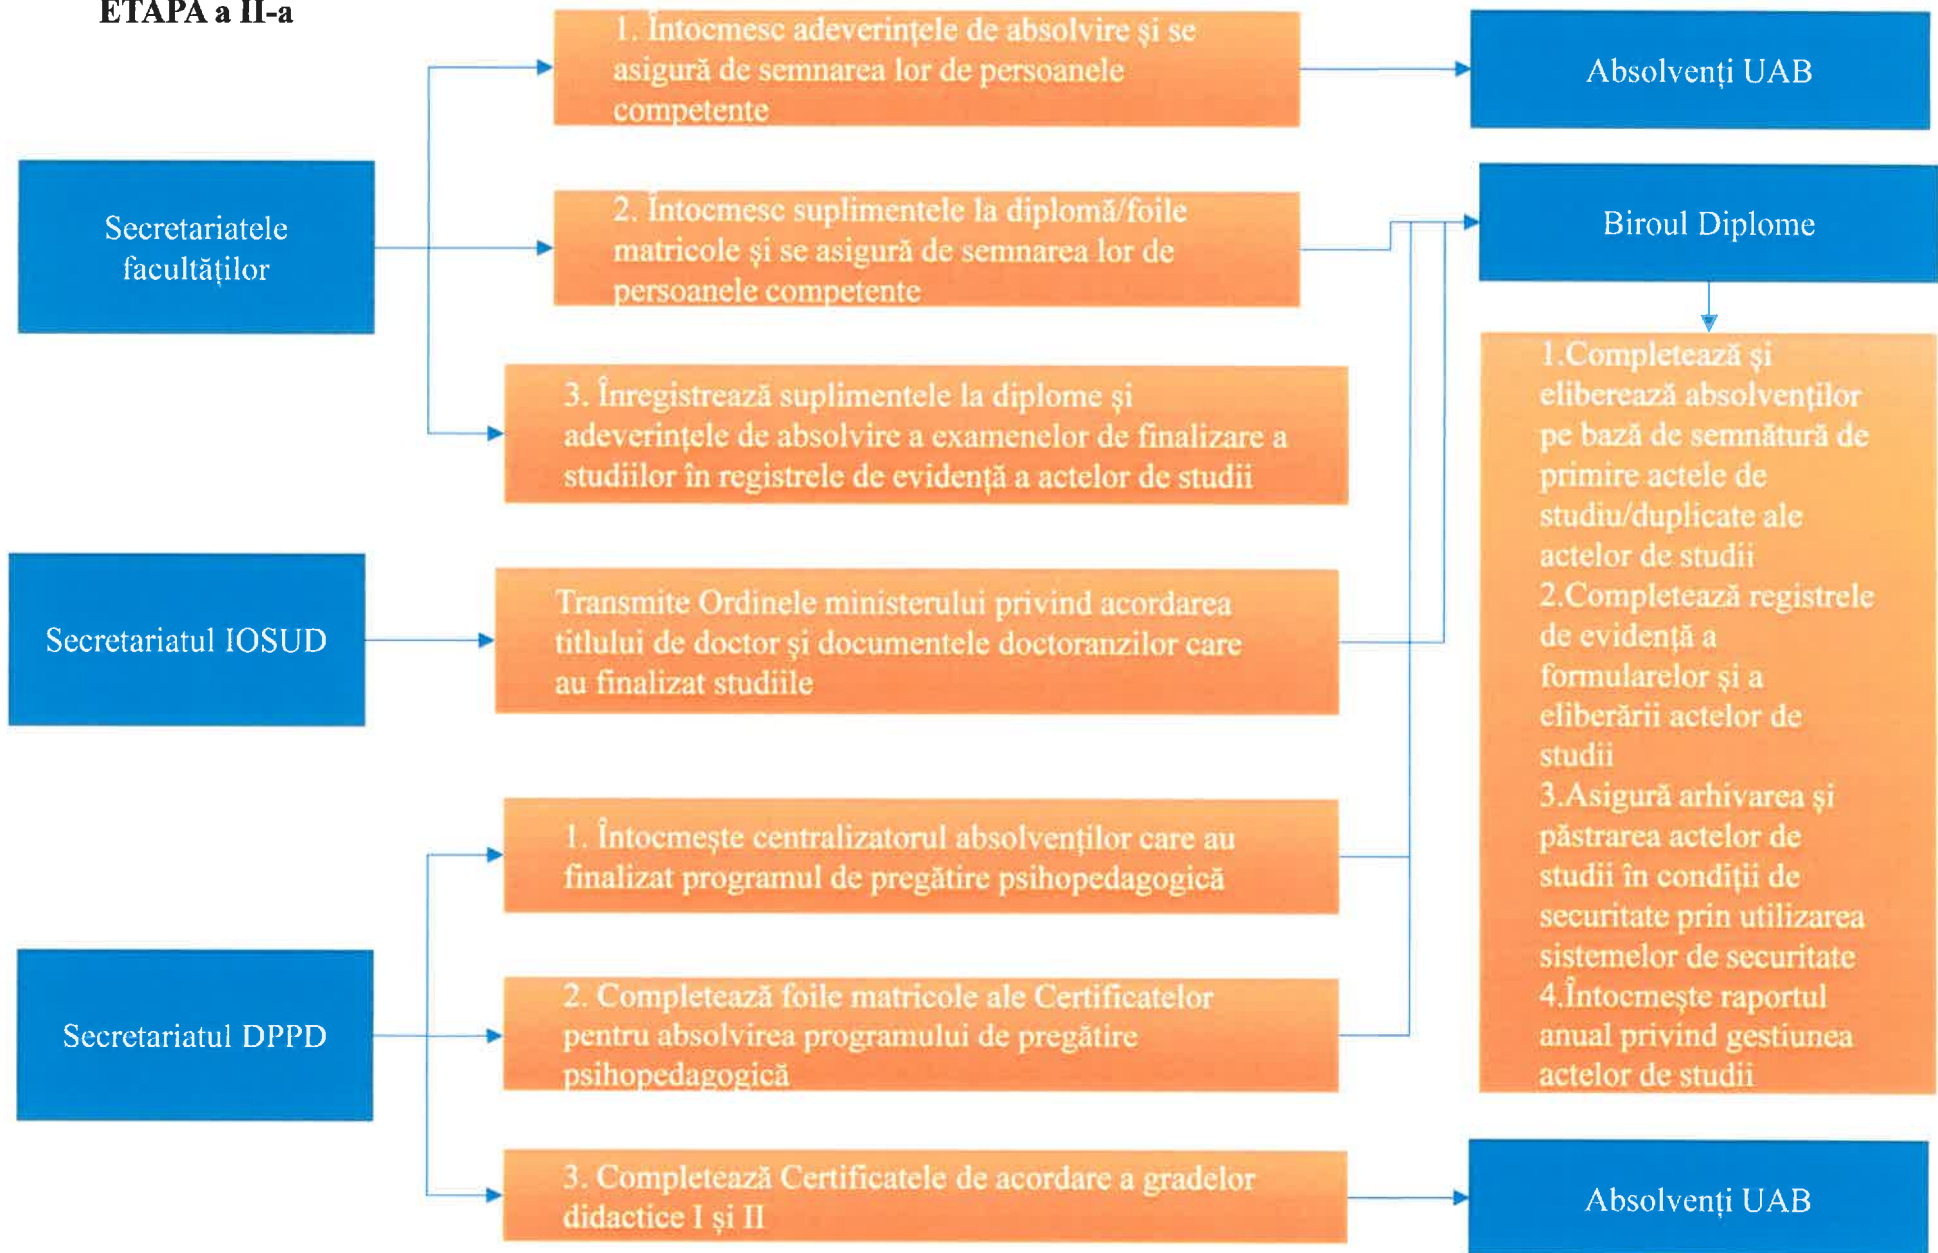 ETAPA a II-a
Secretariatele
facultăților
1. Întocmesc adeverințele de absolvire și se
asigură de semnarea lor de persoanele
competente
Absolvenți UAB
2. Întocmesc suplimentele la diplomă/foile
matricole și se asigură de semnarea lor de
persoanele competente
Biroul Diplome
3. Înregistrează suplimentele la diplome și
adeverințele de absolvire a examenelor de finalizare a
studiilor în registrele de evidență a actelor de studii
1.Completează și
eliberează absolvenților
pe bază de semnătură de
primire actele de
studiu/duplicate ale
actelor de studii
2.Completează registrele
de evidență a
formularelor și a
eliberării actelor de
studii
3.Asigură arhivarea și
păstrarea actelor de
studii în condiții de
securitate prin utilizarea
sistemelor de securitate
4.Întocmește raportul
anual privind gestiunea
actelor de studii
Secretariatul IOSUD
Transmite Ordinele ministerului privind acordarea
titlului de doctor și documentele doctoranzilor care
au finalizat studiile
Secretariatul DPPD
1. Întocmește centralizatorul absolvenților care au
finalizat programul de pregătire psihopedagogică
2. Completează foile matricole ale Certificatelor
pentru absolvirea programului de pregătire
psihopedagogică
3. Completează Certificatele de acordare a gradelor
didactice I și II
Absolvenți UAB